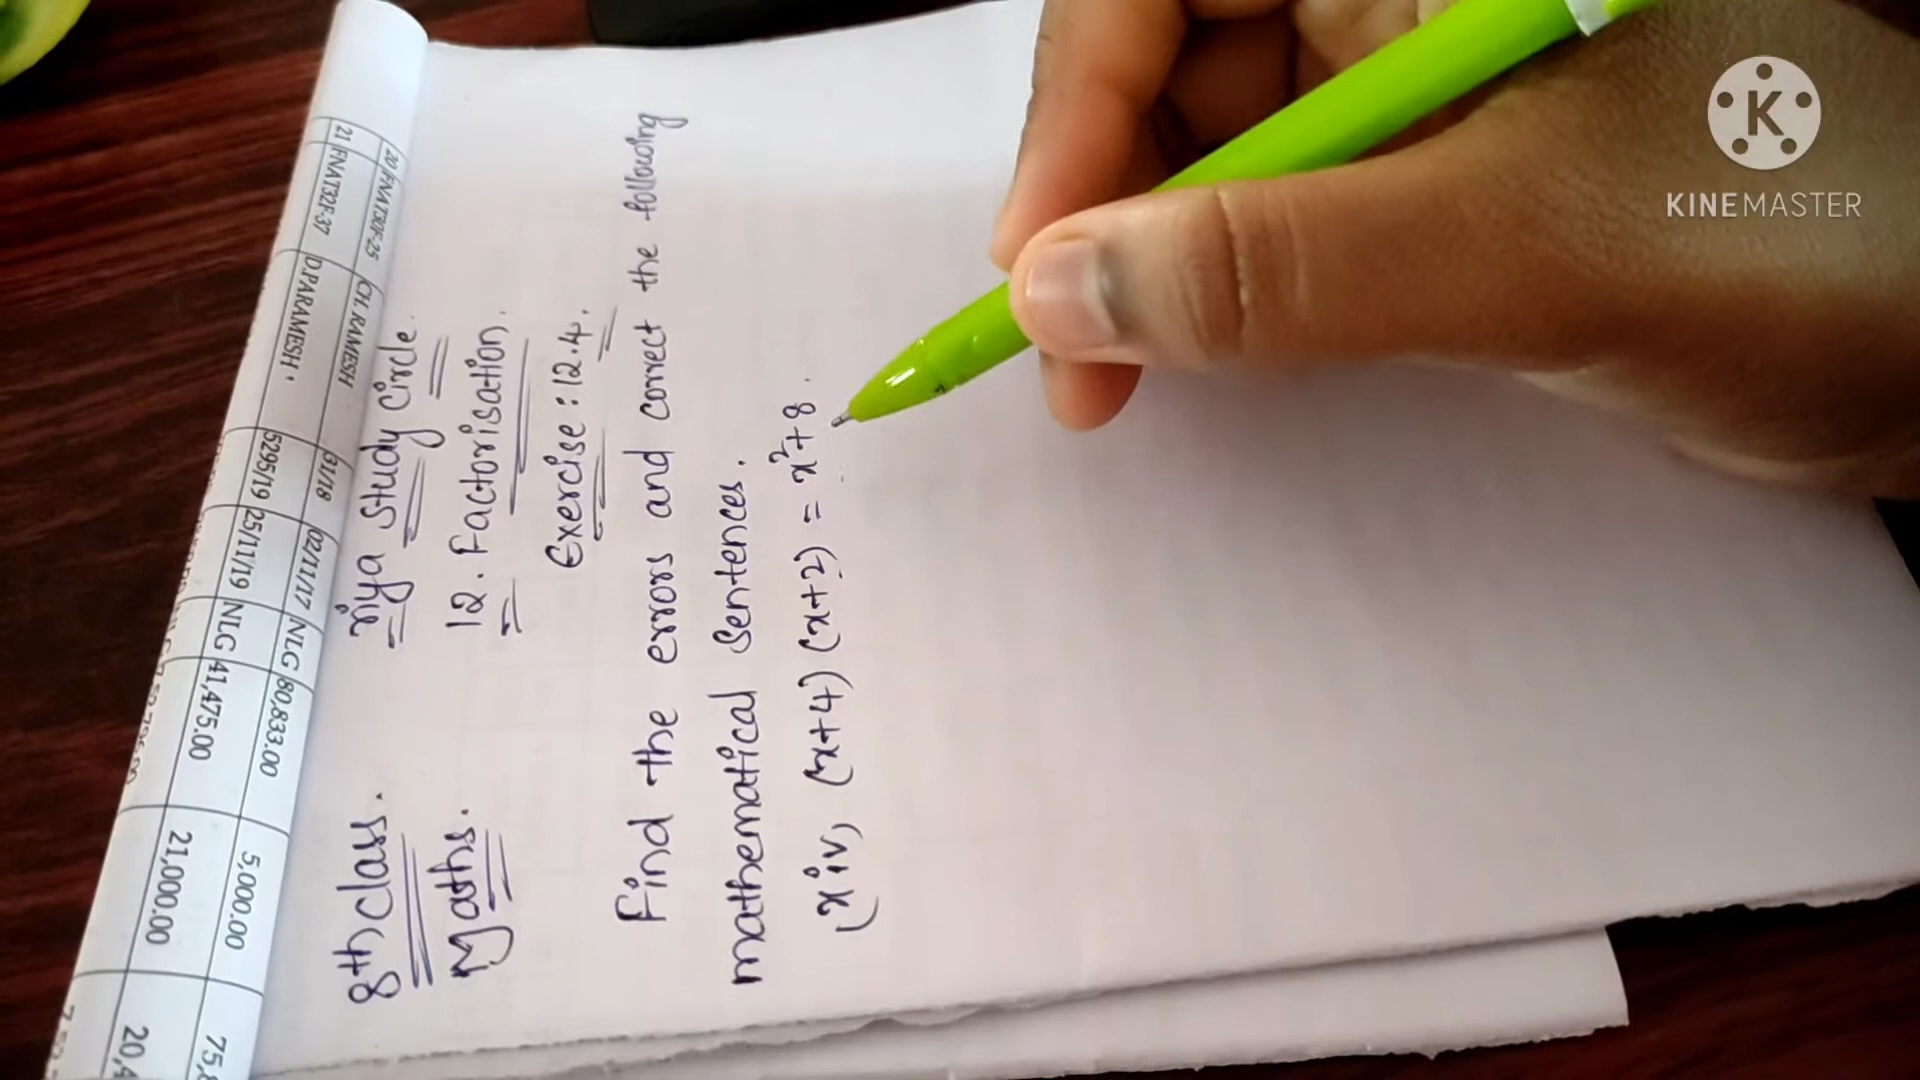 8th class. riya study circle.
Maths. 12. Factorisation.
Exercise: 12.4.
Find the errors and correct the following
mathematical sentences.
(xiv, (x+4) (x+2) = x²+8.
20 FNAT30F-25 CH. RAMESH 31/18 02/11/17 NLG 80,833.00 5,000.00
21 FNAT32F-37 D.PARAMESH 5295/19 25/11/19 NLG 41,475.00 21,000.00
K
KINEMASTER